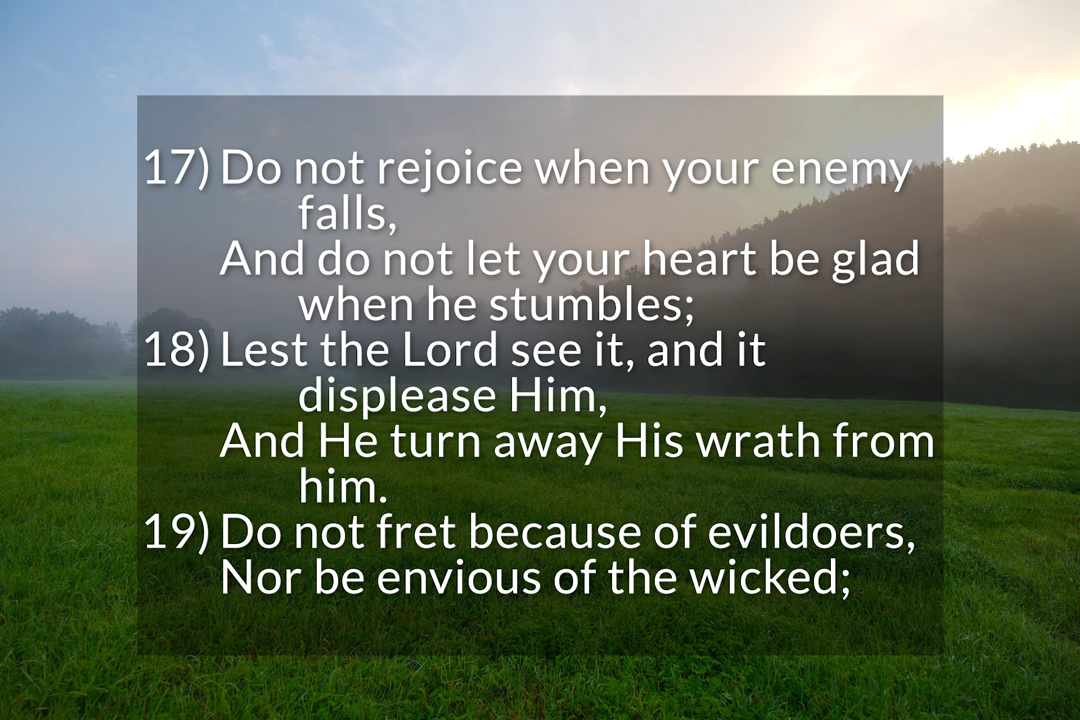 17) Do not rejoice when your enemy
falls,
And do not let your heart be glad
when he stumbles;
18) Lest the Lord see it, and it
displease Him,
And He turn away His wrath from
him.
19) Do not fret because of evildoers,
Nor be envious of the wicked;